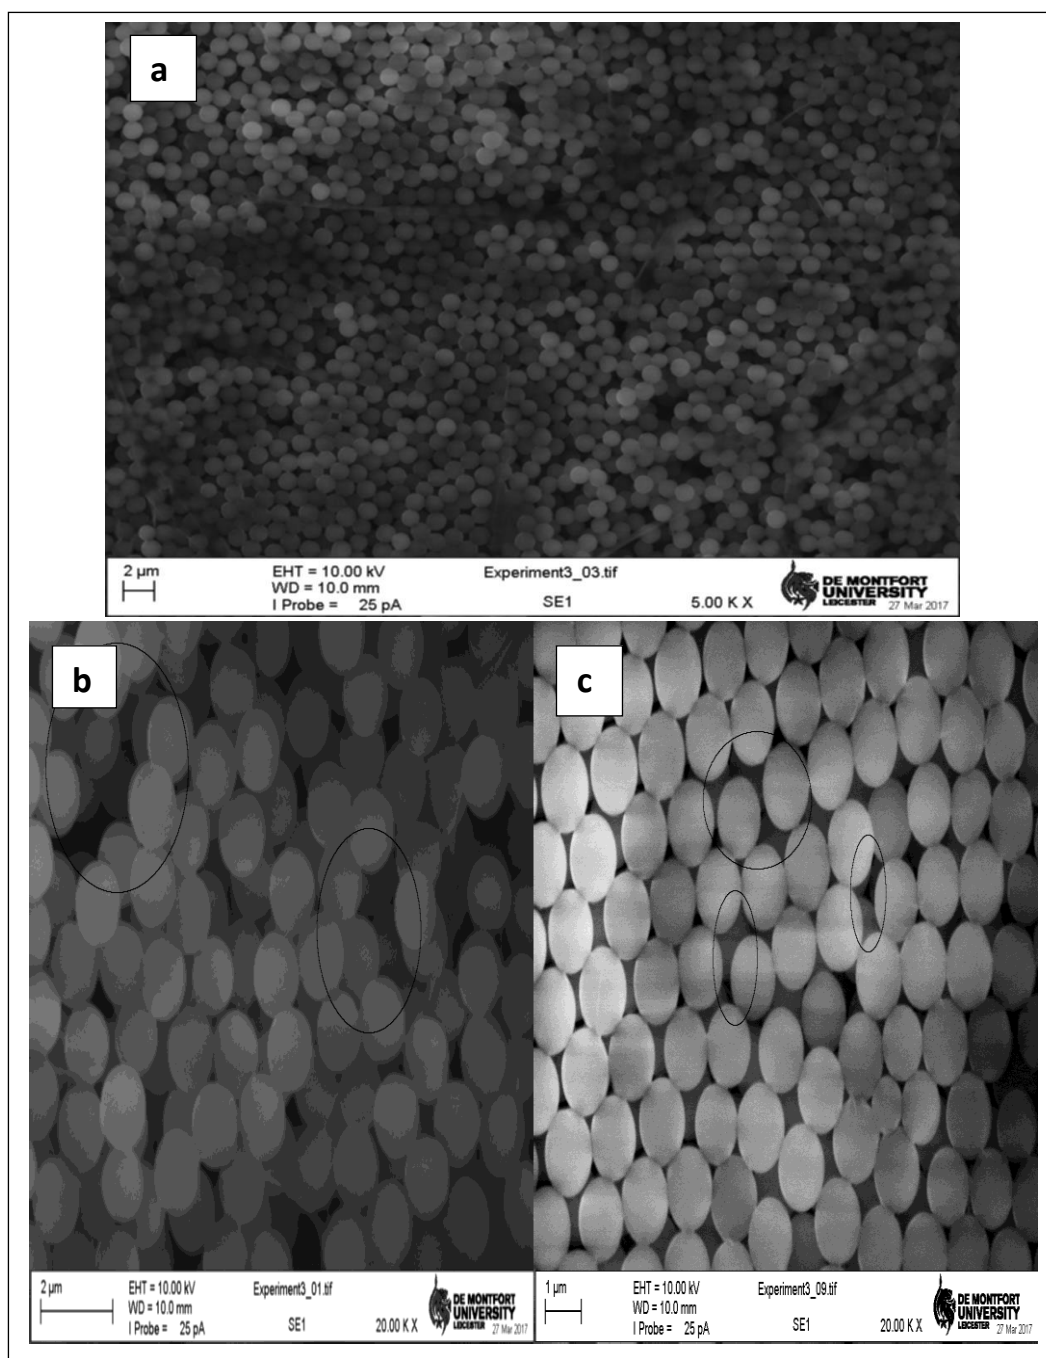 a
2 µm
EHT = 10.00 kV
WD = 10.0 mm
I Probe = 25 pA
Experiment3_03.tif
SE1
5.00 K X
DE MONTFORT
UNIVERSITY
LEICESTER
27 Mar 2017
b
c
2 µm
EHT = 10.00 kV
WD = 10.0 mm
I Probe = 25 pA
Experiment3_01.tif
SE1
20.00 K X
DE MONTFORT
UNIVERSITY
LEICESTER
27 Mar 2017
1 µm
EHT = 10.00 kV
WD = 10.0 mm
I Probe = 25 pA
Experiment3_09.tif
SE1
20.00 K X
DE MONTFORT
UNIVERSITY
LEICESTER
27 Mar 2017